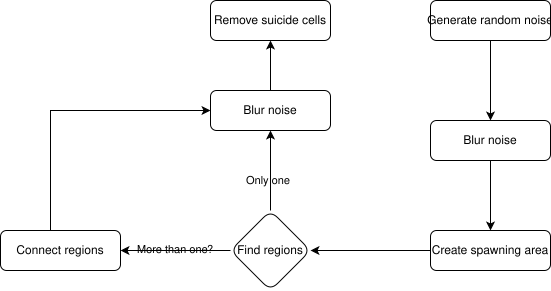 Remove suicide cells
Generate random noise
Blur noise
Blur noise
Only one
Connect regions
More than one?
Find regions
Create spawning area